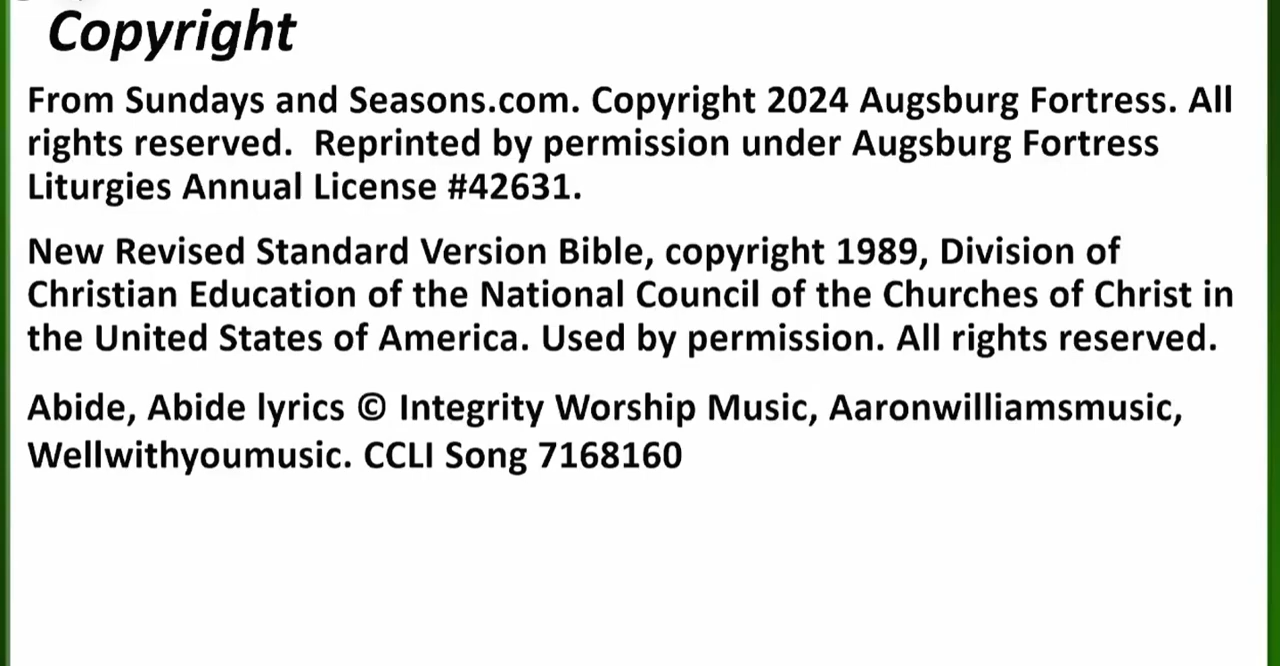 Copyright
From Sundays and Seasons.com. Copyright 2024 Augsburg Fortress. All
rights reserved.  Reprinted by permission under Augsburg Fortress
Liturgies Annual License #42631.
New Revised Standard Version Bible, copyright 1989, Division of
Christian Education of the National Council of the Churches of Christ in
the United States of America. Used by permission. All rights reserved.
Abide, Abide lyrics © Integrity Worship Music, Aaronwilliamsmusic,
Wellwithyoumusic. CCLI Song 7168160